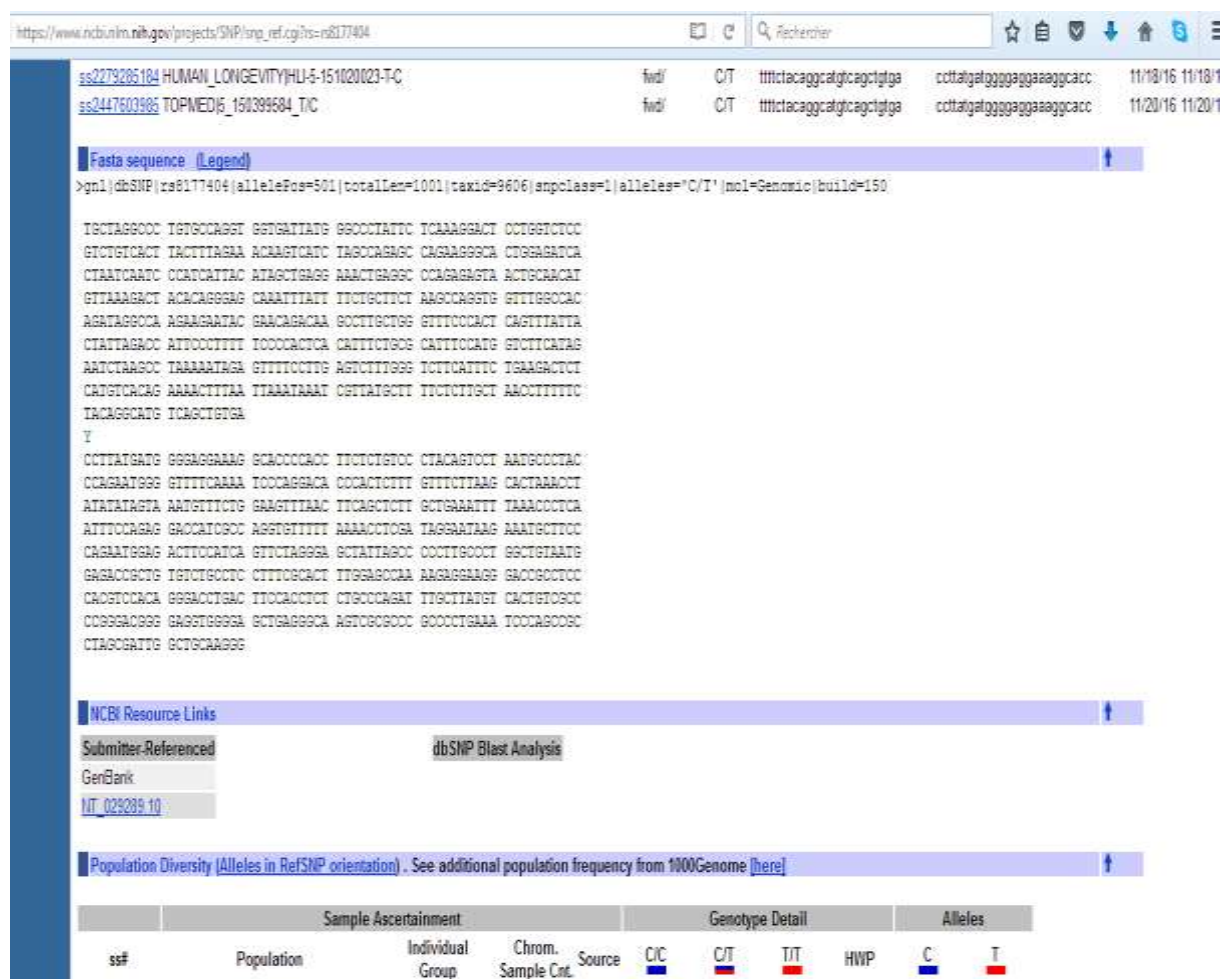 https://www.ncbi.nlm.nih.gov/projects/SNP/snp_ref.cgi?rs=rs8177404 Rechercher
ss2279285184 HUMAN_LONGEVITY|HLI-5-151020023-T-C fwd/ C/T ttttctacaggcatgtcagctgtga ccttatgatggggaggaaaggcacc 11/18/16 11/18/1
ss2447603985 TOPMED|5_150399584_T/C fwd/ C/T ttttctacaggcatgtcagctgtga ccttatgatggggaggaaaggcacc 11/20/16 11/20/1
Fasta sequence (Legend)
>gnl|dbSNP|rs8177404|allelePos=501|totalLen=1001|taxid=9606|snpclass=1|alleles='C/T'|mol=Genomic|build=150
TGCTAGGCCC TGTGCCAGGT GGTGATTATG GGCCCTATTC TCAAAGGACT CCTGGTCTCC
GTCTGTCACT TACTTTAGAA ACAAGTCATC TAGCCAGAGC CAGAAGGGCA CTGGAGATCA
CTAATCAATC CCATCATTAC ATAGCTGAGG AAACTGAGGC CCAGAGAGTA ACTGCAACAT
GTTAAAGACT ACACAGGGAG CAAATTTATT TTCTGCTTCT AAGCCAGGTG GTTTGGCCAC
AGATAGGCCA AGAAGAATAC GAACAGACAA GCCTTGCTGG GTTTCCCACT CAGTTTATTA
CTATTAGACC ATTCCCTTTT TCCCCACTCA CATTTCTGCG CATTTCCATG GTCTTCATAG
AATCTAAGCC TAAAAATAGA GTTTTCCTTG AGTCTTTGGG TCTTCATTTC TGAAGACTCT
CATGTCACAG AAAACTTTAA TTAAATAAAT CGTTATGCTT TTCTCTTGCT AACCTTTTTC
TACAGGCATG TCAGCTGTGA
Y
CCTTATGATG GGGAGGAAAG GCACCCCACC TTCTCTGTCC CTACAGTCCT AATGCCCTAC
CCAGAATGGG GTTTTCAAAA TCCCAGGACA CCCACTCTTT GTTTCTTAAG CACTAAACCT
ATATATAGTA AATGTTTCTG GAAGTTTAAC TTCAGCTCTT GCTGAAATTT TAAACCCTCA
ATTTCCAGAG GACCATCGCC AGGTGTTTTT AAAACCTCGA TAGGAATAAG AAATGCTTCC
CAGAATGGAG ACTTCCATCA GTTCTAGGGA GCTATTAGCC CCCTTGCCCT GGCTGTAATG
GAGACCGCTG TGTCTGCCTC CTTTCGCACT TTGGAGCCAA AAGAGGAAGG GACCGCCTCC
CACGTCCACA GGGACCTGAC TTCCACCTCT CTGCCCAGAT TTGCTTATGT CACTGTCGCC
CCGGGACGGG GAGGTGGGGA GCTGAGGGCA AGTCGCGCCC GCCCCTGAAA TCCCAGCCGC
CTAGCGATTG GCTGCAAGGG
NCBI Resource Links
Submitter-Referenced dbSNP Blast Analysis
GenBank
NT_029289.10
Population Diversity (Alleles in RefSNP orientation) . See additional population frequency from 1000Genome [here]
Sample Ascertainment Genotype Detail Alleles
ss# Population Individual Group Chrom. Sample Cnt. Source C/C C/T T/T HWP C T